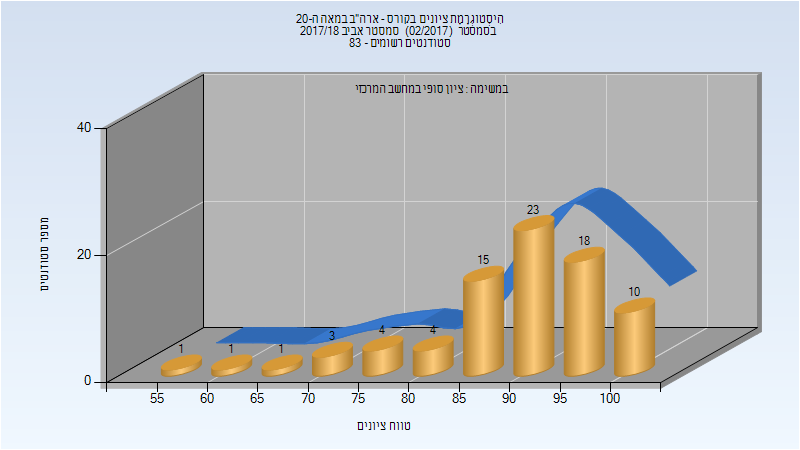 היסטוגרמת ציונים בקורס - ארה"ב במאה ה-20
בסמסטר (02/2017) סמסטר אביב 2017/18
סטודנטים רשומים - 83
במשימה : ציון סופי במחשב המרכזי
מספר סטודנטים
40
20
0
1
1
1
3
4
4
15
23
18
10
55 60 65 70 75 80 85 90 95 100
טווח ציונים